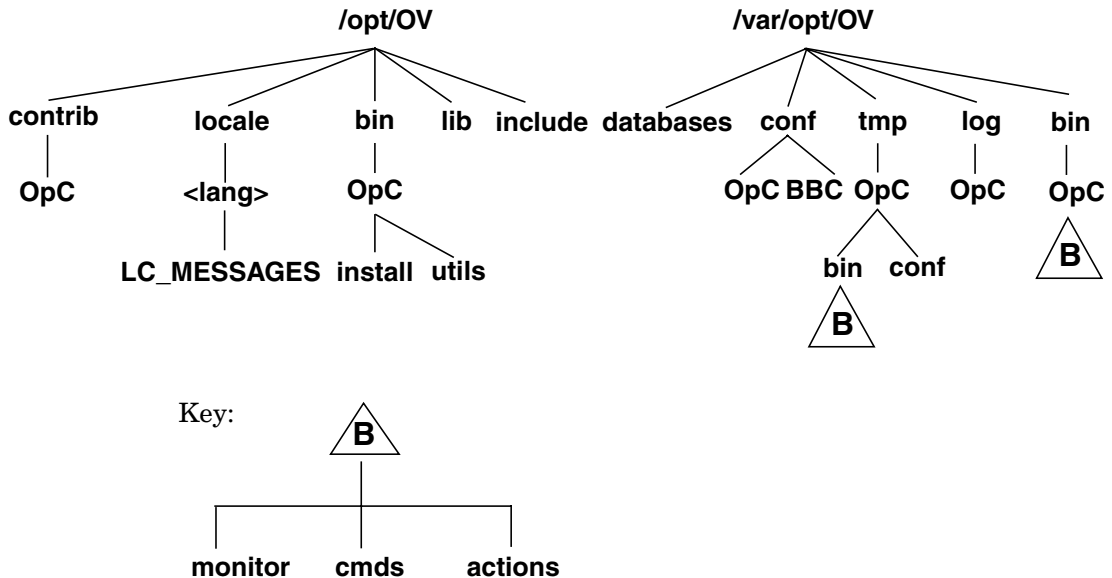 /opt/OV /var/opt/OV
contrib locale bin lib include databases conf tmp log bin
OpC <lang> OpC OpC BBC OpC OpC OpC
LC_MESSAGES install utils bin conf B
B
Key: B
monitor cmds actions